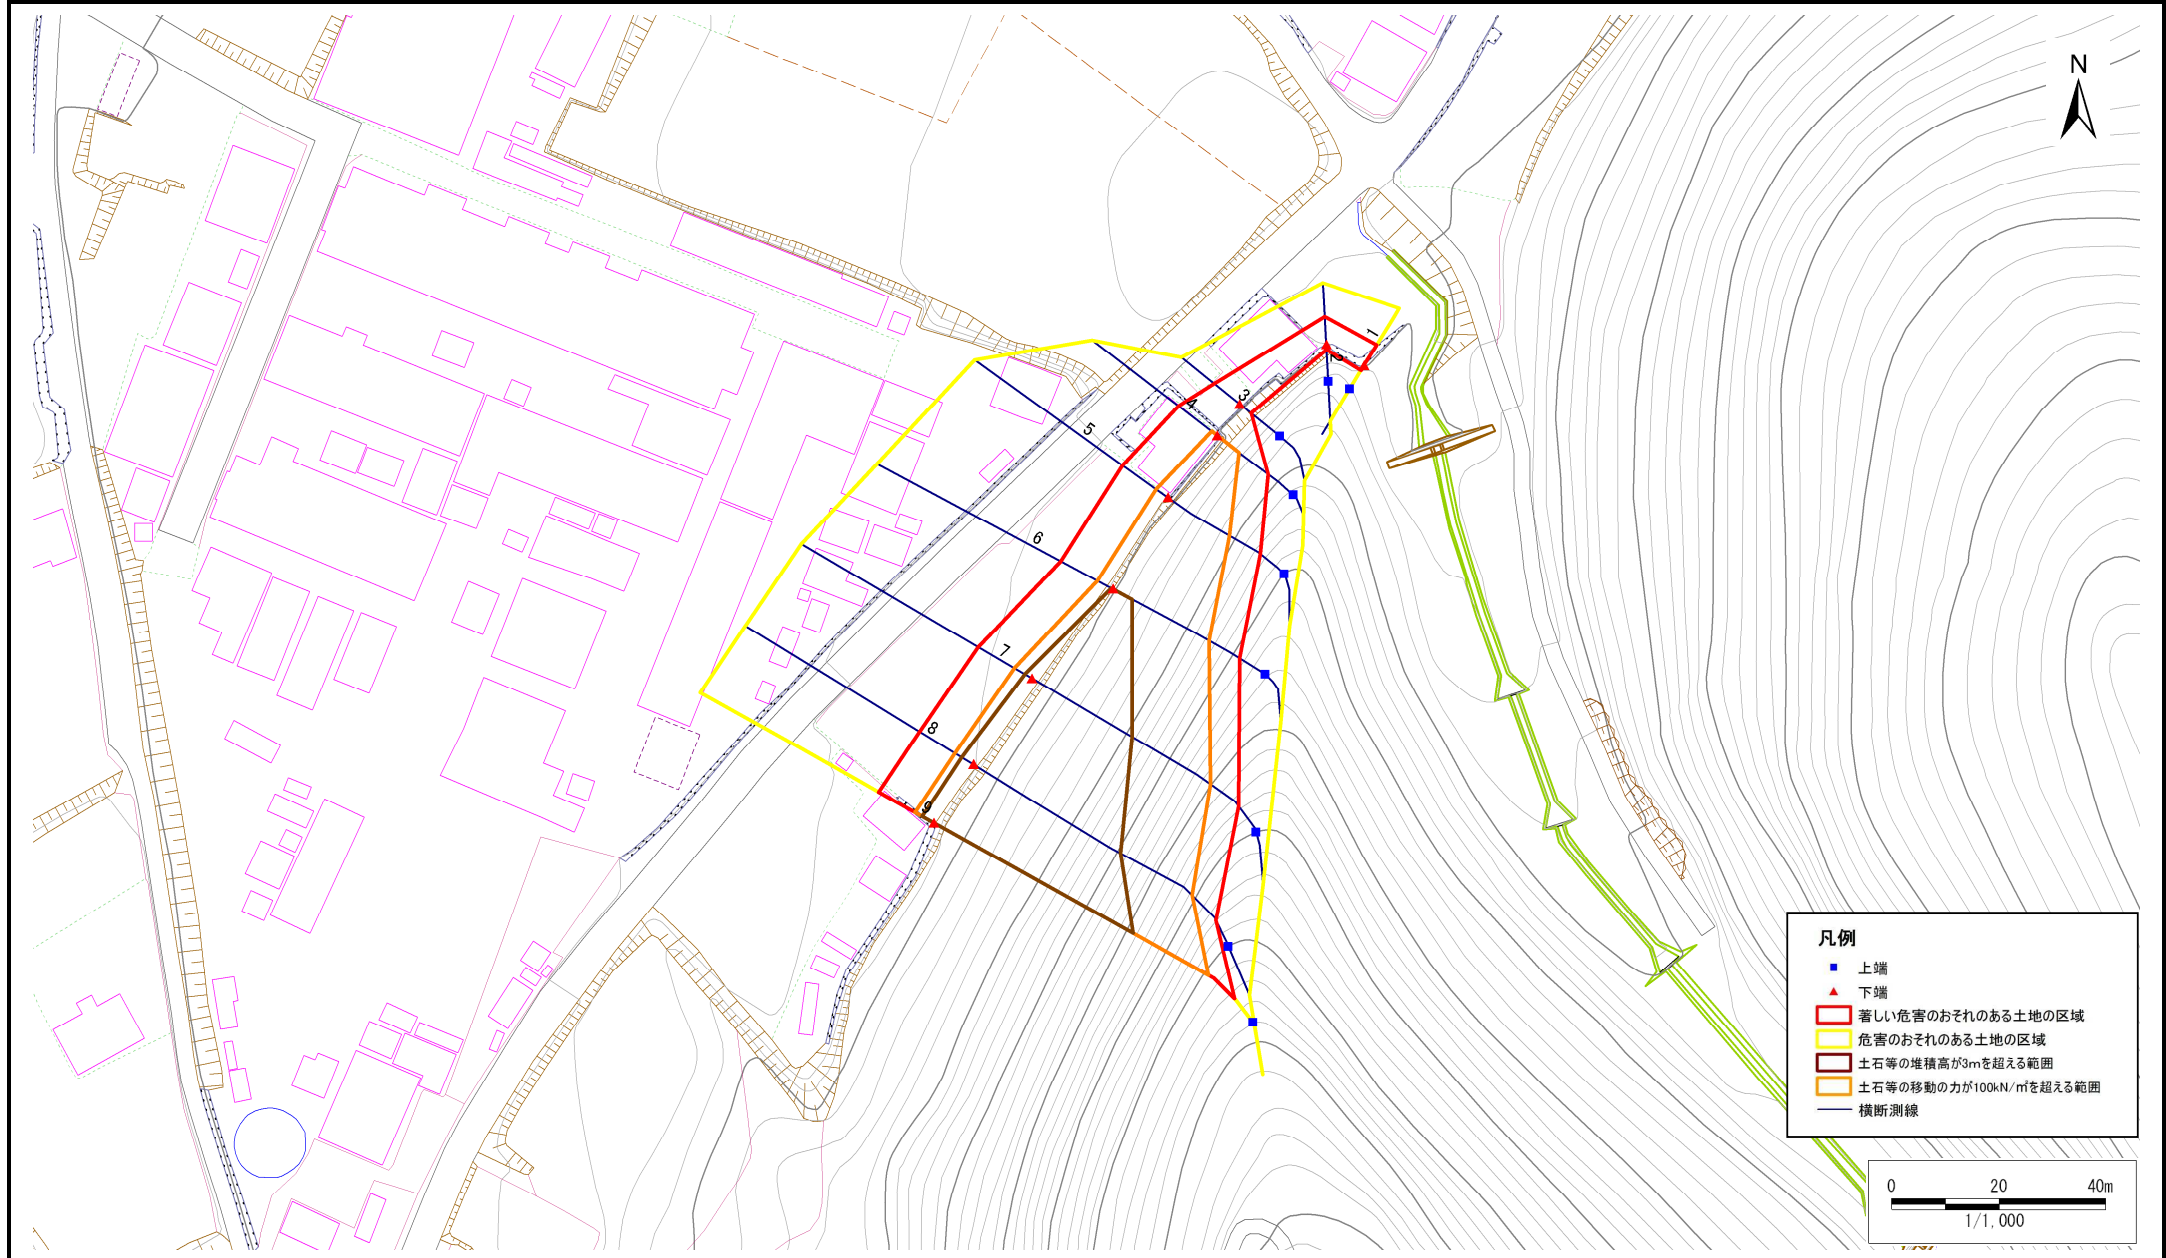 N
1
2
3
4
5
6
7
8
9
凡例
上端
下端
著しい危害のおそれのある土地の区域
危害のおそれのある土地の区域
土石等の堆積高が3mを超える範囲
土石等の移動の力が100kN/㎡を超える範囲
横断測線
0 20 40m
1/1,000